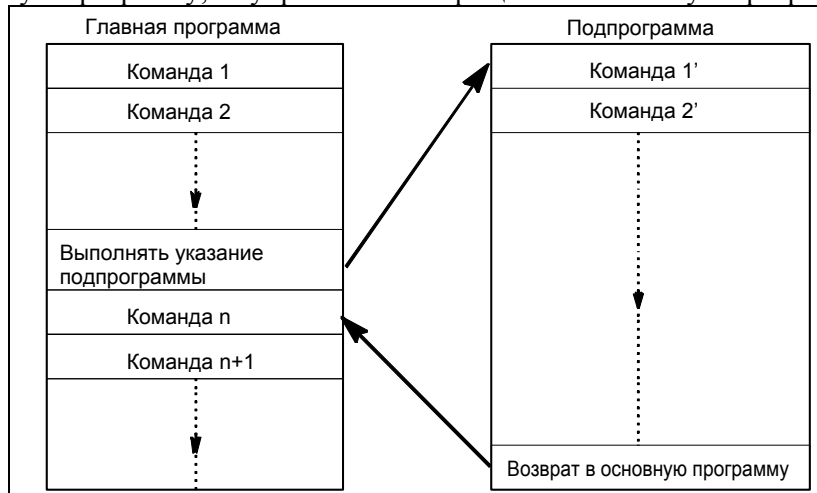 Главная программа
Команда 1
Команда 2
Выполнять указание
подпрограммы
Команда n
Команда n+1
Подпрограмма
Команда 1’
Команда 2’
Возврат в основную программу